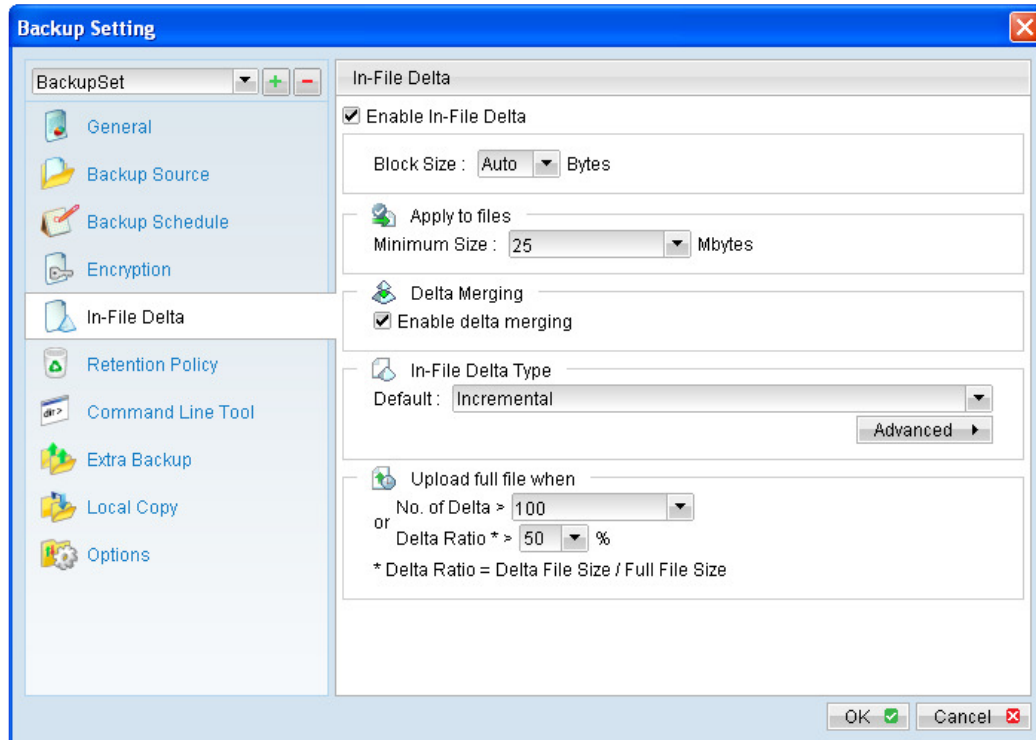 Backup Setting
BackupSet
General
Backup Source
Backup Schedule
Encryption
In-File Delta
Retention Policy
Command Line Tool
Extra Backup
Local Copy
Options
In-File Delta
Enable In-File Delta
Block Size : Auto Bytes
Apply to files
Minimum Size : 25 Mbytes
Delta Merging
Enable delta merging
In-File Delta Type
Default : Incremental
Advanced
Upload full file when
No. of Delta > 100
or
Delta Ratio * > 50 %
* Delta Ratio = Delta File Size / Full File Size
OK
Cancel